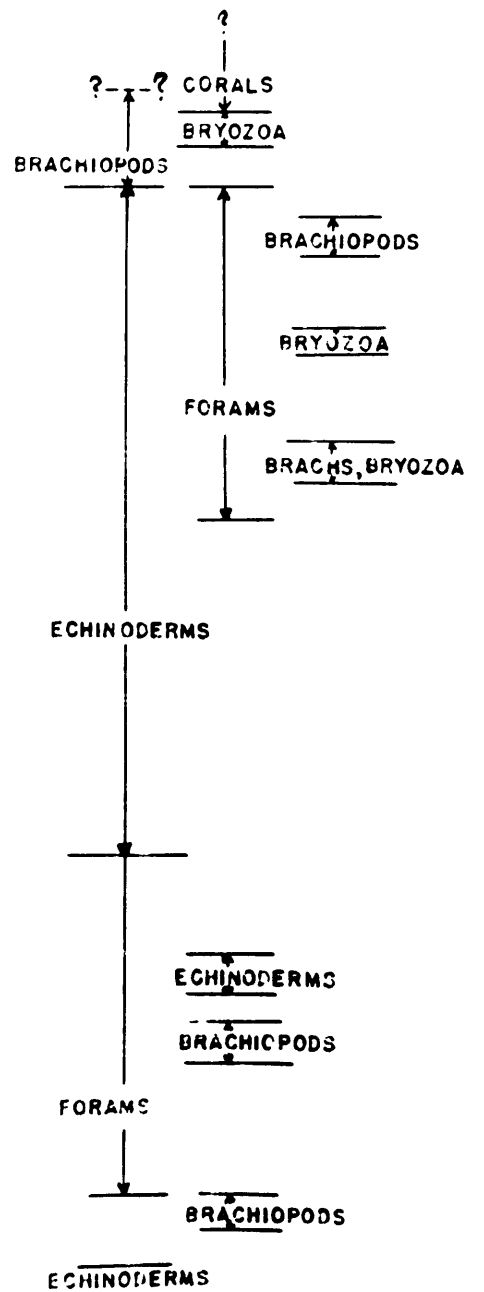 ?
?---? CORALS
BRYOZOA
BRACHIOPODS
BRACHIOPODS
BRYOZOA
FORAMS
BRACHS, BRYOZOA
ECHINODERMS
ECHINODERMS
BRACHIOPODS
FORAMS
BRACHIOPODS
ECHINODERMS